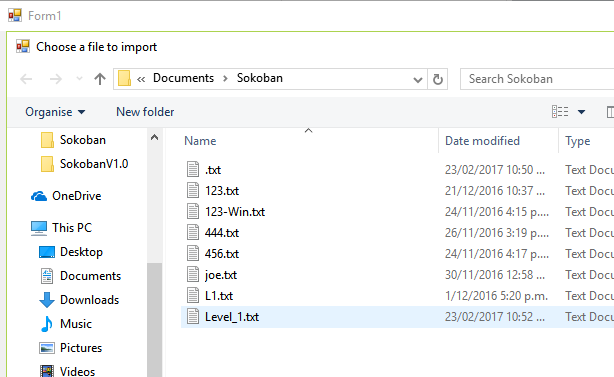 Form1
Choose a file to import
« Documents › Sokoban
Search Sokoban
Organise
New folder
Sokoban
SokobanV1.0
OneDrive
This PC
Desktop
Documents
Downloads
Music
Pictures
Videos
Name Date modified Type
.txt 23/02/2017 10:50 ... Text Docu
123.txt 21/12/2016 10:37 ... Text Docu
123-Win.txt 24/11/2016 4:15 p.... Text Docu
444.txt 26/11/2016 3:19 p.... Text Docu
456.txt 24/11/2016 4:17 p.... Text Docu
joe.txt 30/11/2016 12:58 ... Text Docu
L1.txt 1/12/2016 5:20 p.m. Text Docu
Level_1.txt 23/02/2017 10:52 ... Text Docu